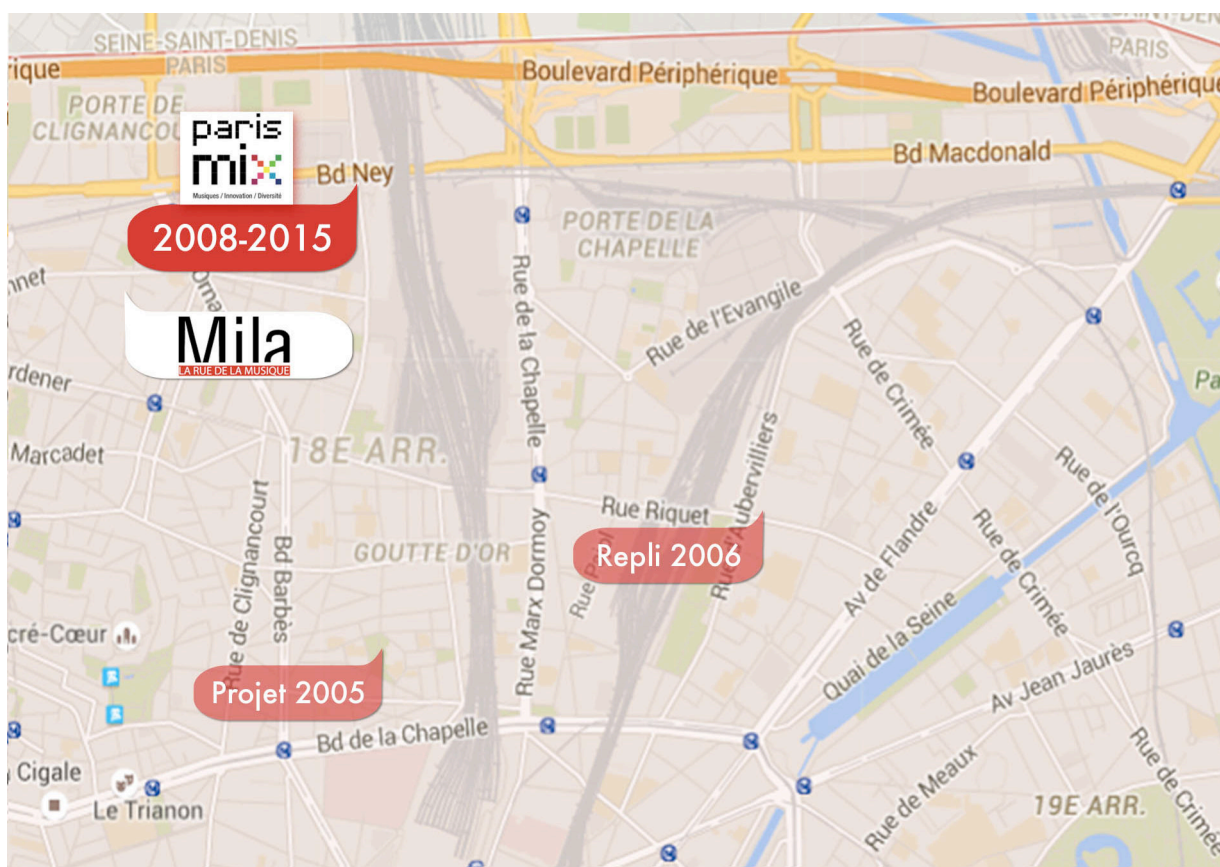 SEINE-SAINT-DENIS
PARIS
PARIS
Boulevard Périphérique
Boulevard Périphérique
PORTE DE
paris
mix
Musiques / Innovation / Diversité
Bd Ney
Bd Macdonald
2008-2015
PORTE DE LA
CHAPELLE
Rue de la Chapelle
Rue de l'Evangile
Mila
LA RUE DE LA MUSIQUE
Rue de Crimée
Marcadet
18E ARR.
Rue d'Aubervilliers
Rue de l'Ourcq
Rue Riquet
Rue de Clignancourt
Bd Barbès
GOUTTE D'OR
Rue Marx Dormoy
Repli 2006
Av de Flandre
Rue de Crimée
Quai de la Seine
Av Jean Jaurès
Projet 2005
Bd de la Chapelle
Cigale
Le Trianon
Rue de Meaux
19E ARR.
Rue de Crimée